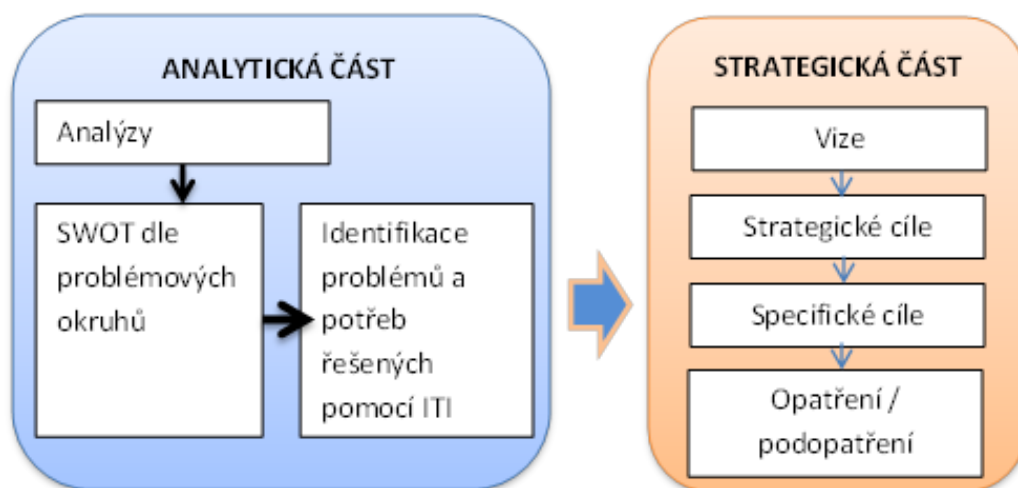 ANALYTICKÁ ČÁST
Analýzy
SWOT dle
problémových
okruhů
Identifikace
problémů a
potřeb
řešených
pomocí ITI
STRATEGICKÁ ČÁST
Vize
Strategické cíle
Specifické cíle
Opatření /
podopatření